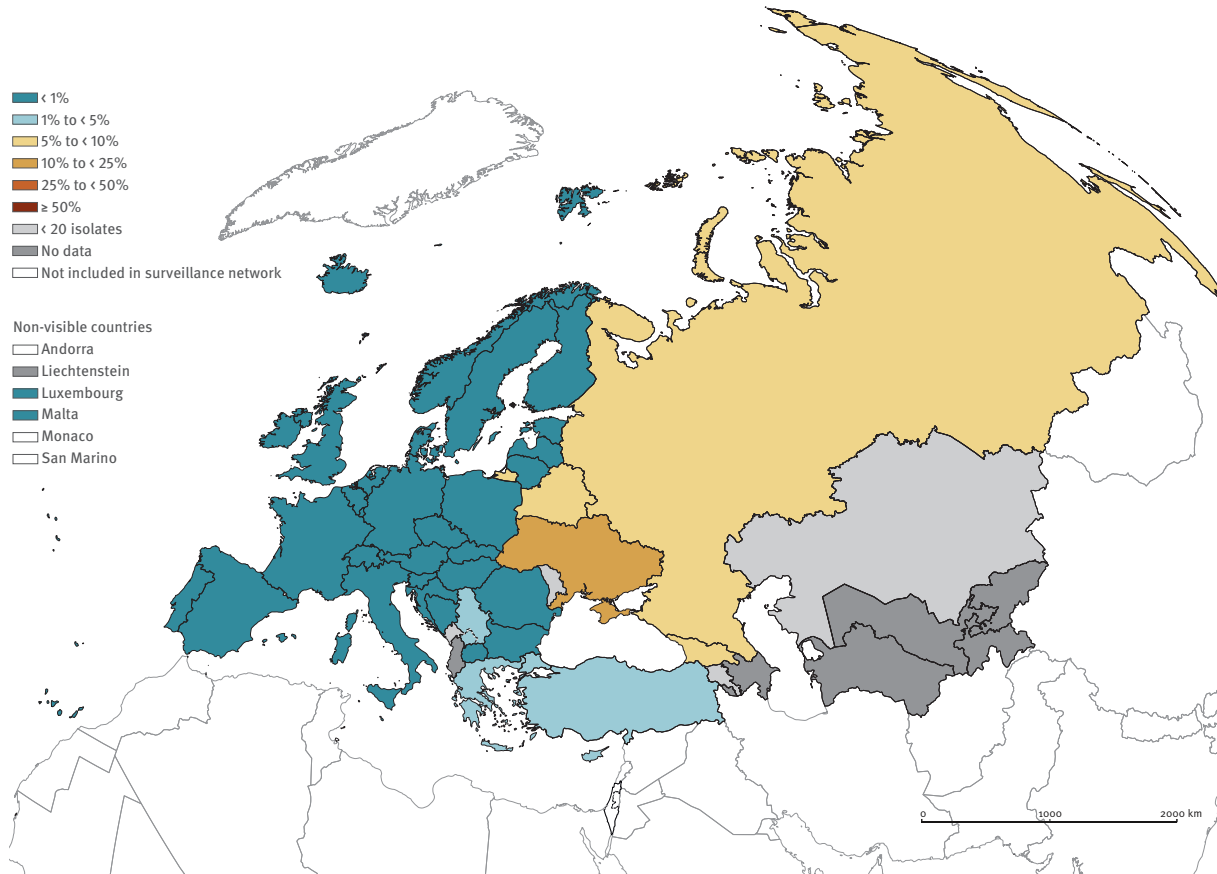 < 1%
1% to < 5%
5% to < 10%
10% to < 25%
25% to < 50%
≥ 50%
< 20 isolates
No data
Not included in surveillance network
Non-visible countries
Andorra
Liechtenstein
Luxembourg
Malta
Monaco
San Marino
0 1000 2000 km